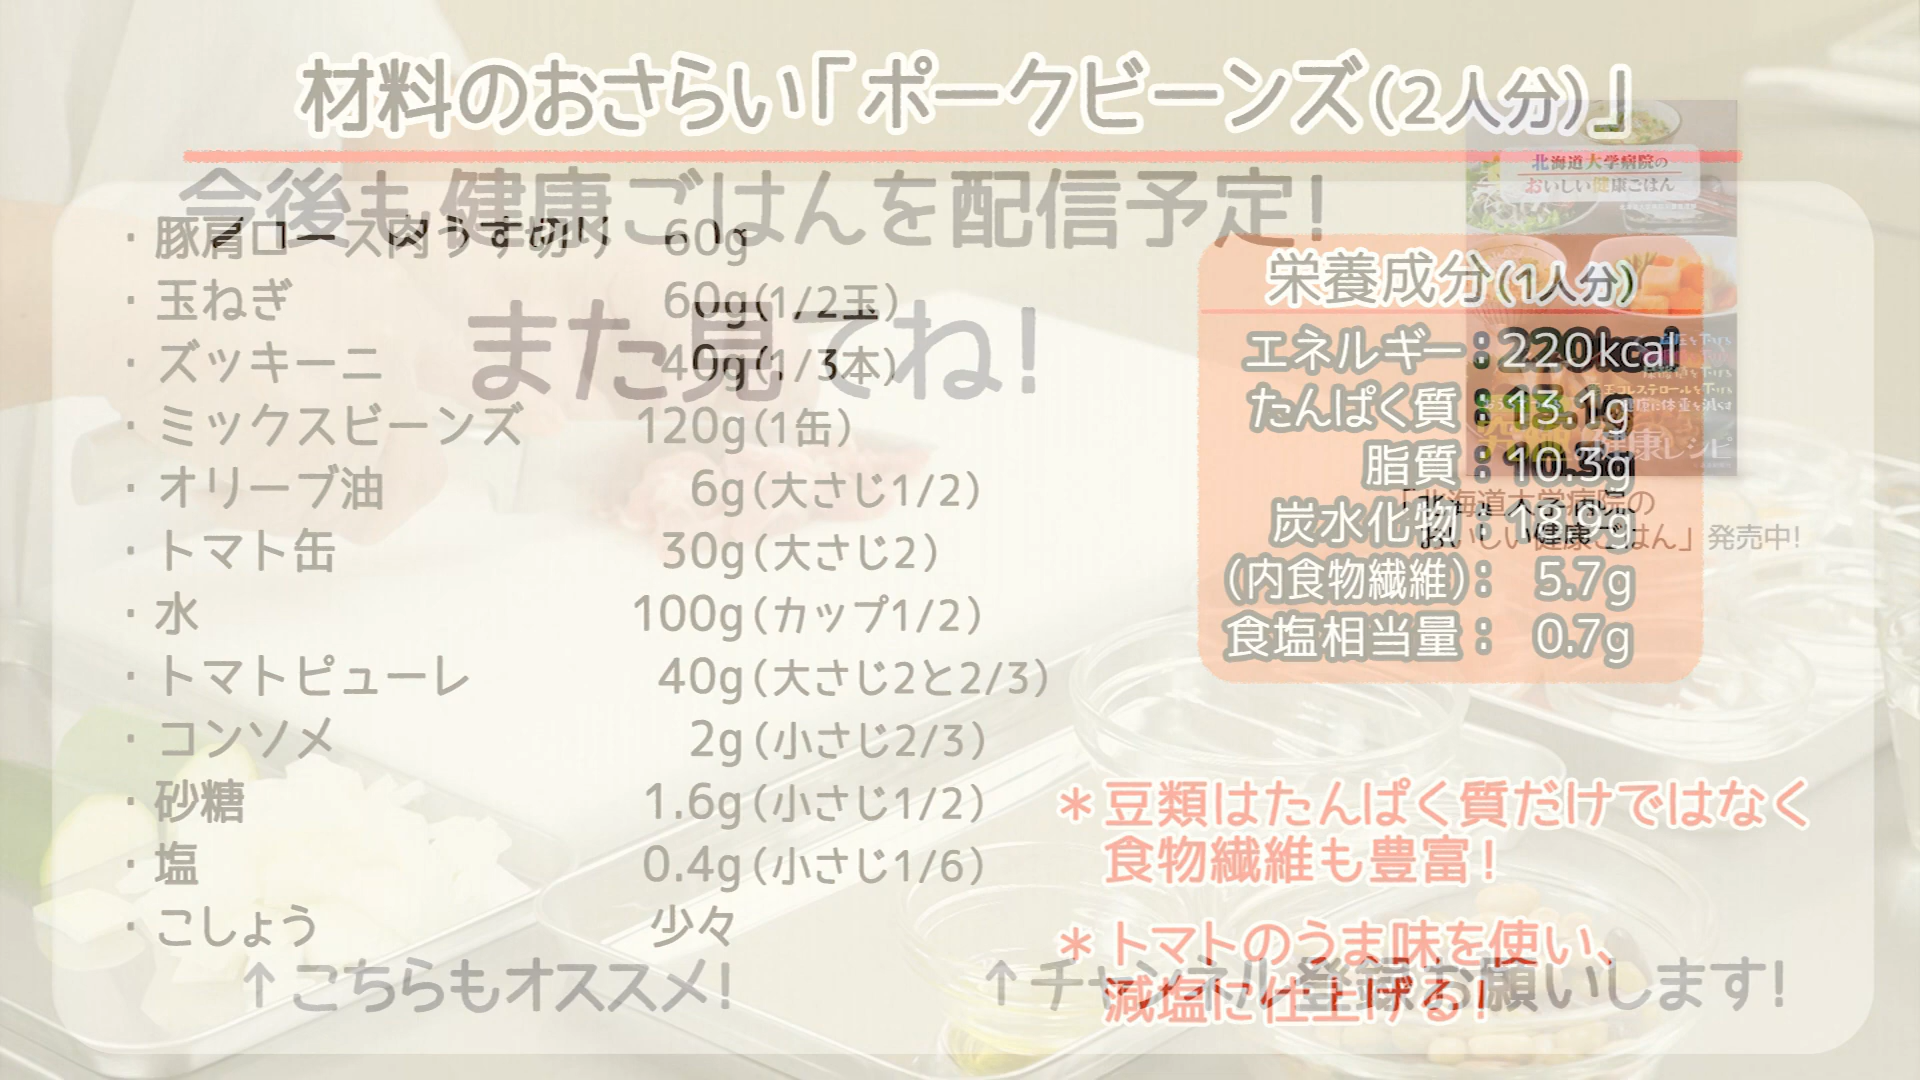 材料のおさらい「ポークビーンズ(2人分)」
今後も健康ごはんを配信予定!
また見てね!
・豚肩ロース肉うす切り 60g
・玉ねぎ 60g(1/2玉)
・ズッキーニ 40g(1/3本)
・ミックスビーンズ 120g(1缶)
・オリーブ油 6g(大さじ1/2)
・トマト缶 30g(大さじ2)
・水 100g(カップ1/2)
・トマトピューレ 40g(大さじ2と2/3)
・コンソメ 2g(小さじ2/3)
・砂糖 1.6g(小さじ1/2)
・塩 0.4g(小さじ1/6)
・こしょう 少々
栄養成分(1人分)
エネルギー:220kcal
たんぱく質:13.1g
脂質:10.3g
炭水化物:18.9g
(内食物繊維): 5.7g
食塩相当量: 0.7g
北海道大学病院の
おいしい健康ごはん
健康レシピ
「北海道大学病院の
おいしい健康ごはん」発売中!
*豆類はたんぱく質だけではなく
食物繊維も豊富!
*トマトのうま味を使い、
減塩に仕上げる!
↑こちらもオススメ!
↑チャンネル登録お願いします!